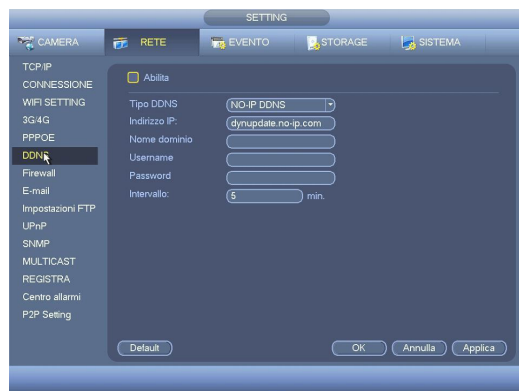 SETTING
CAMERA RETE EVENTO STORAGE SISTEMA
TCP/IP
CONNESSIONE
WIFI SETTING
3G/4G
PPPOE
DDNS
Firewall
E-mail
Impostazioni FTP
UPnP
SNMP
MULTICAST
REGISTRA
Centro allarmi
P2P Setting
Abilita
Tipo DDNS NO-IP DDNS
Indirizzo IP: dynupdate.no-ip.com
Nome dominio
Username
Password
Intervallo: 5 min.
Default OK Annulla Applica